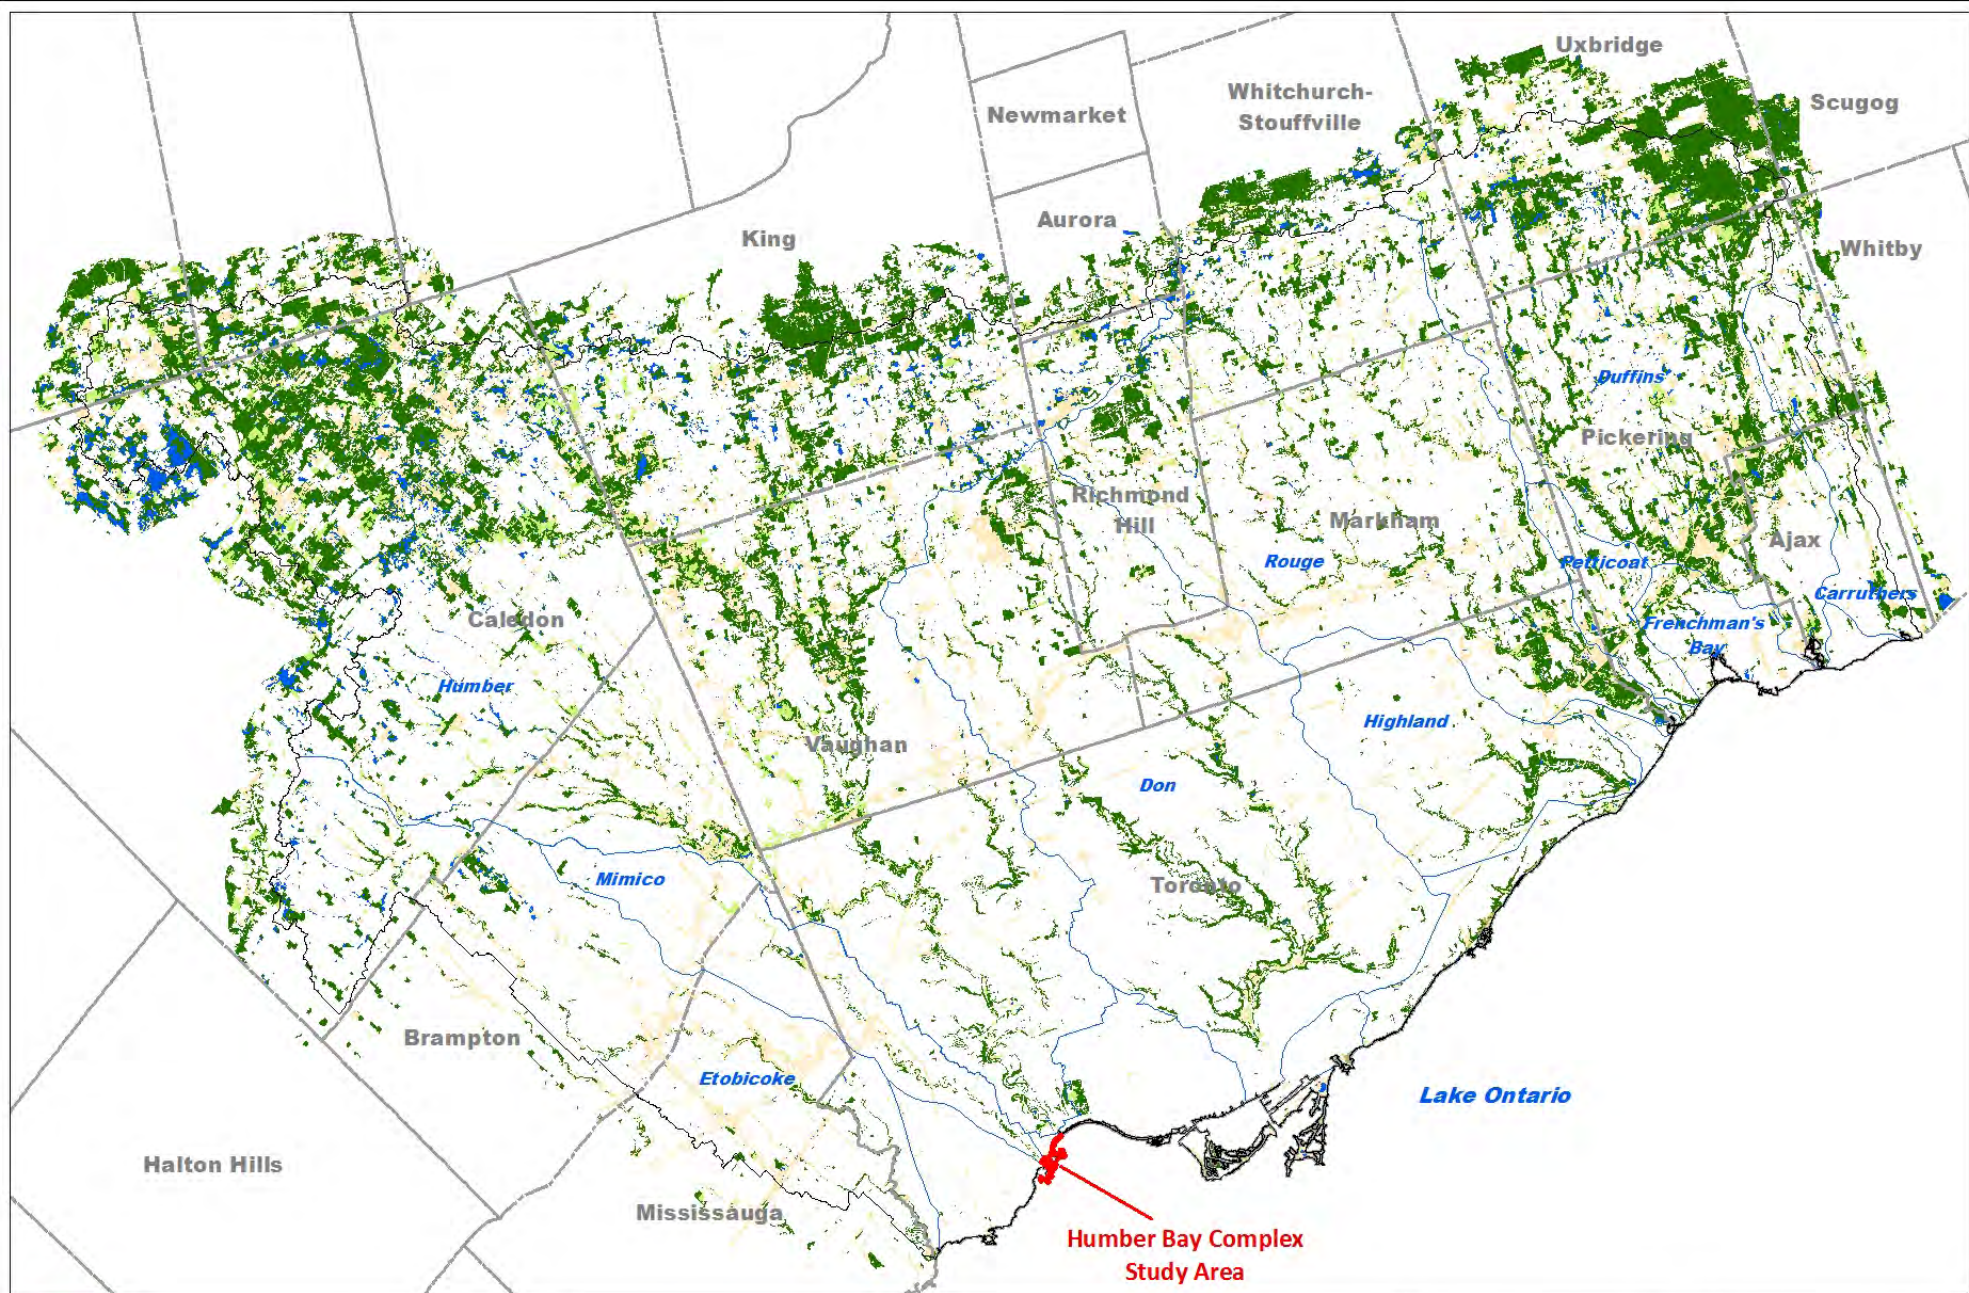 Uxbridge
Whitchurch-
Stouffville
Scugog
Newmarket
Aurora
King
Whitby
Duffins
Pickering
Richmond
Hill
Markham
Ajax
Rouge
Petticoat
Carruthers
Frenchman's
Bay
Caledon
Humber
Highland
Vaughan
Don
Mimico
Toronto
Brampton
Etobicoke
Lake Ontario
Halton Hills
Mississauga
Humber Bay Complex
Study Area